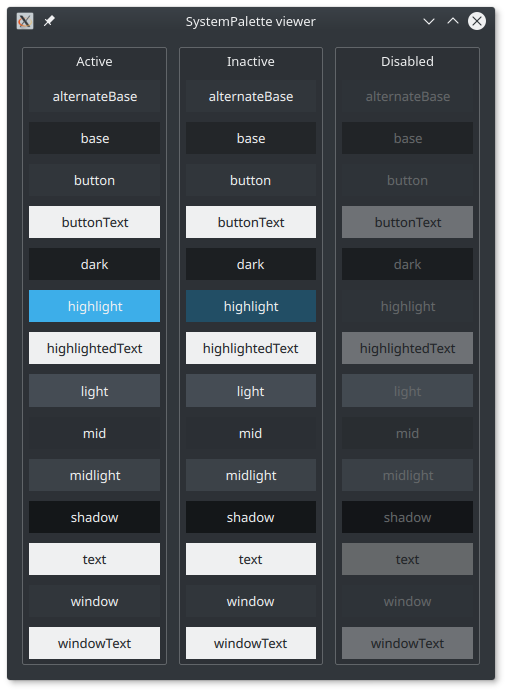 SystemPalette viewer
Active
alternateBase
base
button
buttonText
dark
highlight
highlightedText
light
mid
midlight
shadow
text
window
windowText
Inactive
alternateBase
base
button
buttonText
dark
highlight
highlightedText
light
mid
midlight
shadow
text
window
windowText
Disabled
alternateBase
base
button
buttonText
dark
highlight
highlightedText
light
mid
midlight
shadow
text
window
windowText